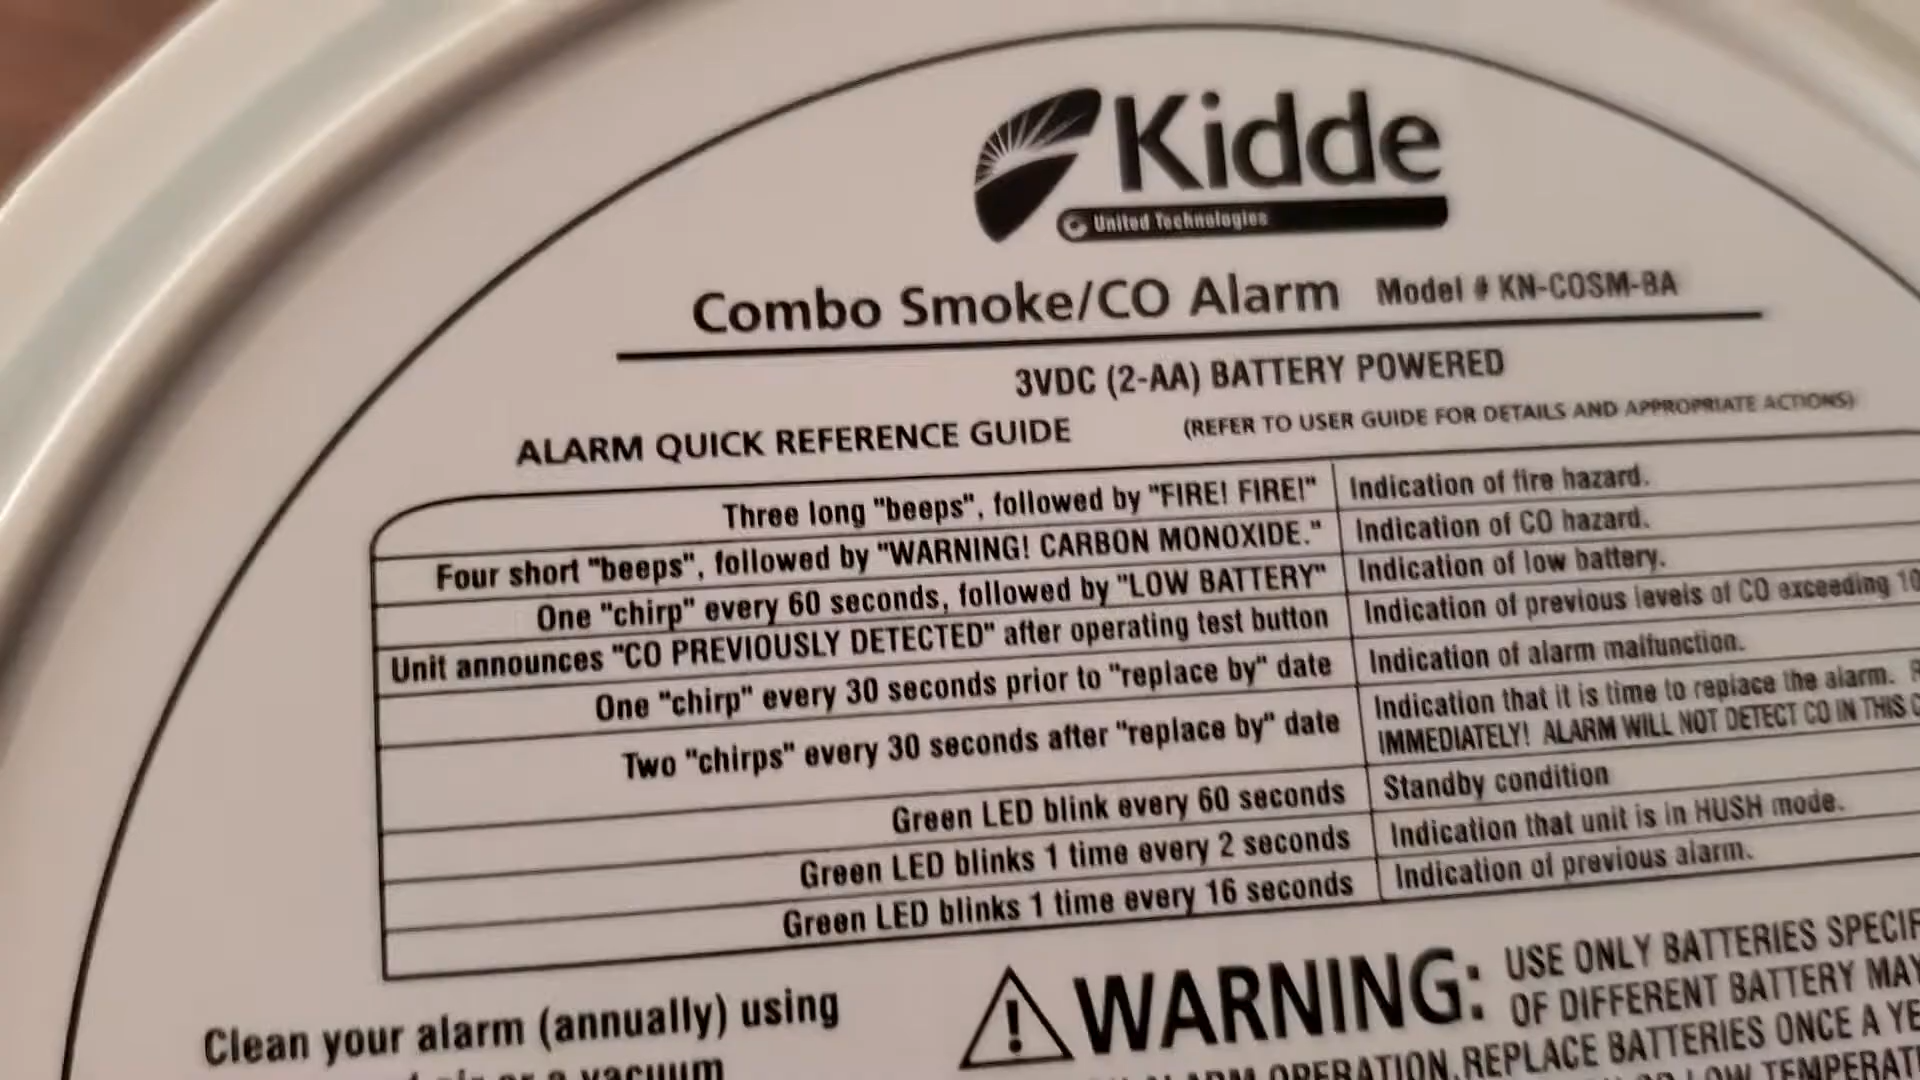 Kidde
United Technologies
Combo Smoke/CO Alarm Model # KN-COSM-BA
3VDC (2-AA) BATTERY POWERED
ALARM QUICK REFERENCE GUIDE (REFER TO USER GUIDE FOR DETAILS AND APPROPRIATE ACTIONS)
Three long "beeps", followed by "FIRE! FIRE!" Indication of fire hazard.
Four short "beeps", followed by "WARNING! CARBON MONOXIDE." Indication of CO hazard.
One "chirp" every 60 seconds, followed by "LOW BATTERY" Indication of low battery.
Unit announces "CO PREVIOUSLY DETECTED" after operating test button Indication of previous levels of CO exceeding 10
One "chirp" every 30 seconds prior to "replace by" date Indication of alarm malfunction.
Two "chirps" every 30 seconds after "replace by" date Indication that it is time to replace the alarm.
IMMEDIATELY! ALARM WILL NOT DETECT CO IN THIS
Green LED blink every 60 seconds Standby condition
Green LED blinks 1 time every 2 seconds Indication that unit is in HUSH mode.
Green LED blinks 1 time every 16 seconds Indication of previous alarm.
WARNING: USE ONLY BATTERIES SPECIF
OF DIFFERENT BATTERY MAY
ALARM OPERATION. REPLACE BATTERIES ONCE A YE
OR LOW TEMPERAT
Clean your alarm (annually) using
air or a vacuum